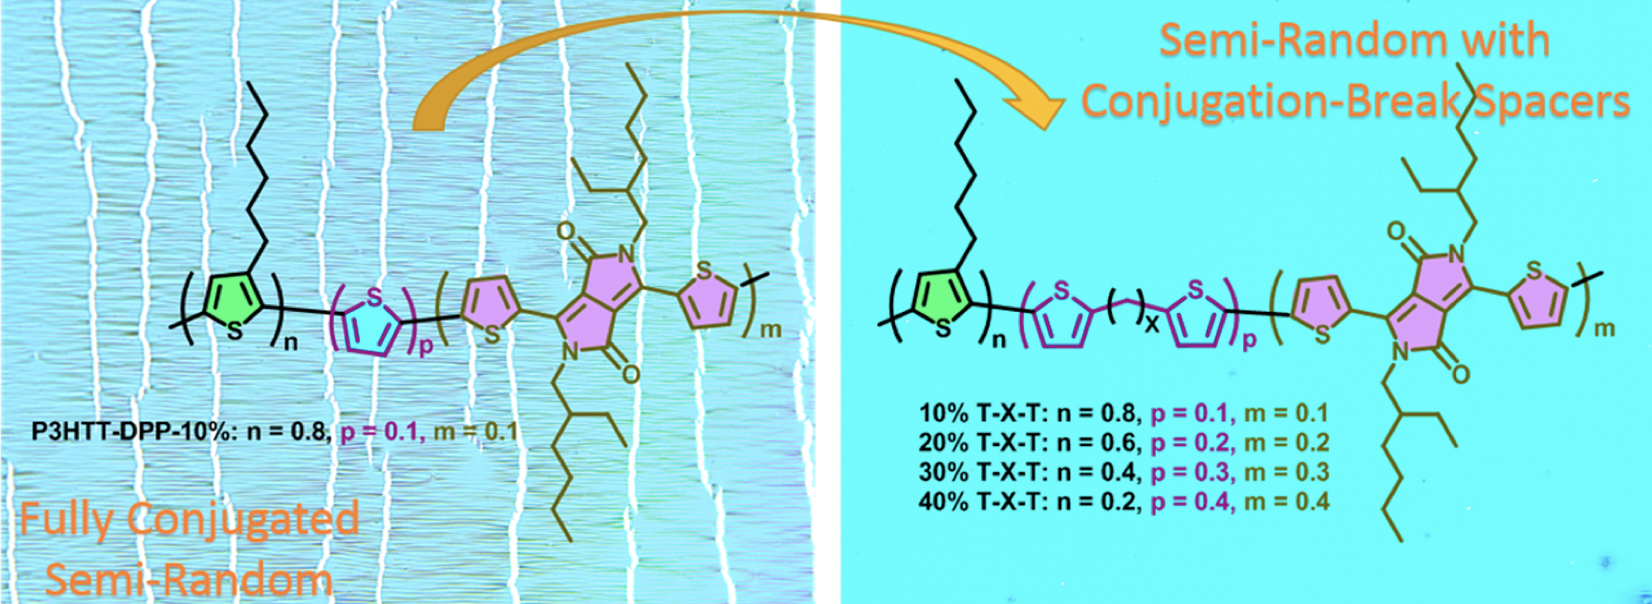 Semi-Random with
Conjugation-Break Spacers
O
N
S
S
n
S
p
S
N
O
m
P3HTT-DPP-10%: n = 0.8, p = 0.1, m = 0.1
Fully Conjugated
Semi-Random
O
N
S
S
S
n
S
X
p
S
N
O
m
10% T-X-T: n = 0.8, p = 0.1, m = 0.1
20% T-X-T: n = 0.6, p = 0.2, m = 0.2
30% T-X-T: n = 0.4, p = 0.3, m = 0.3
40% T-X-T: n = 0.2, p = 0.4, m = 0.4